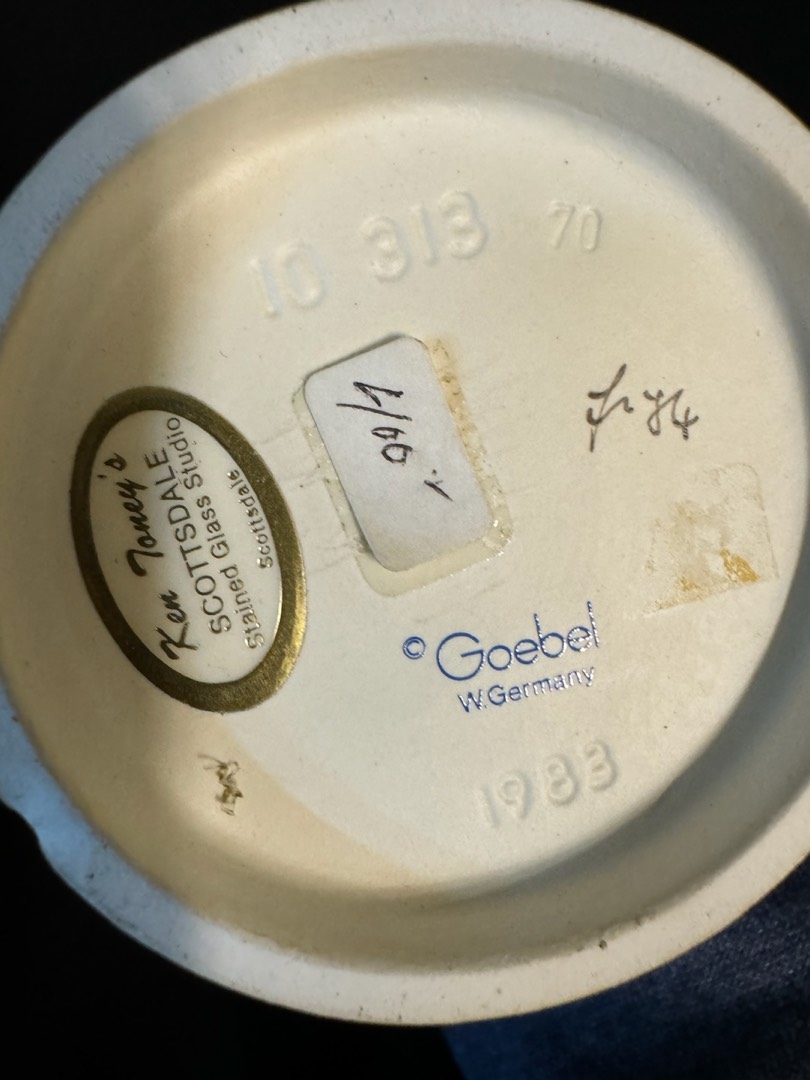 10 313 70
Ken Toney's
SCOTTSDALE
Stained Glass Studio
Scottsdale
© Goebel
W.Germany
1983